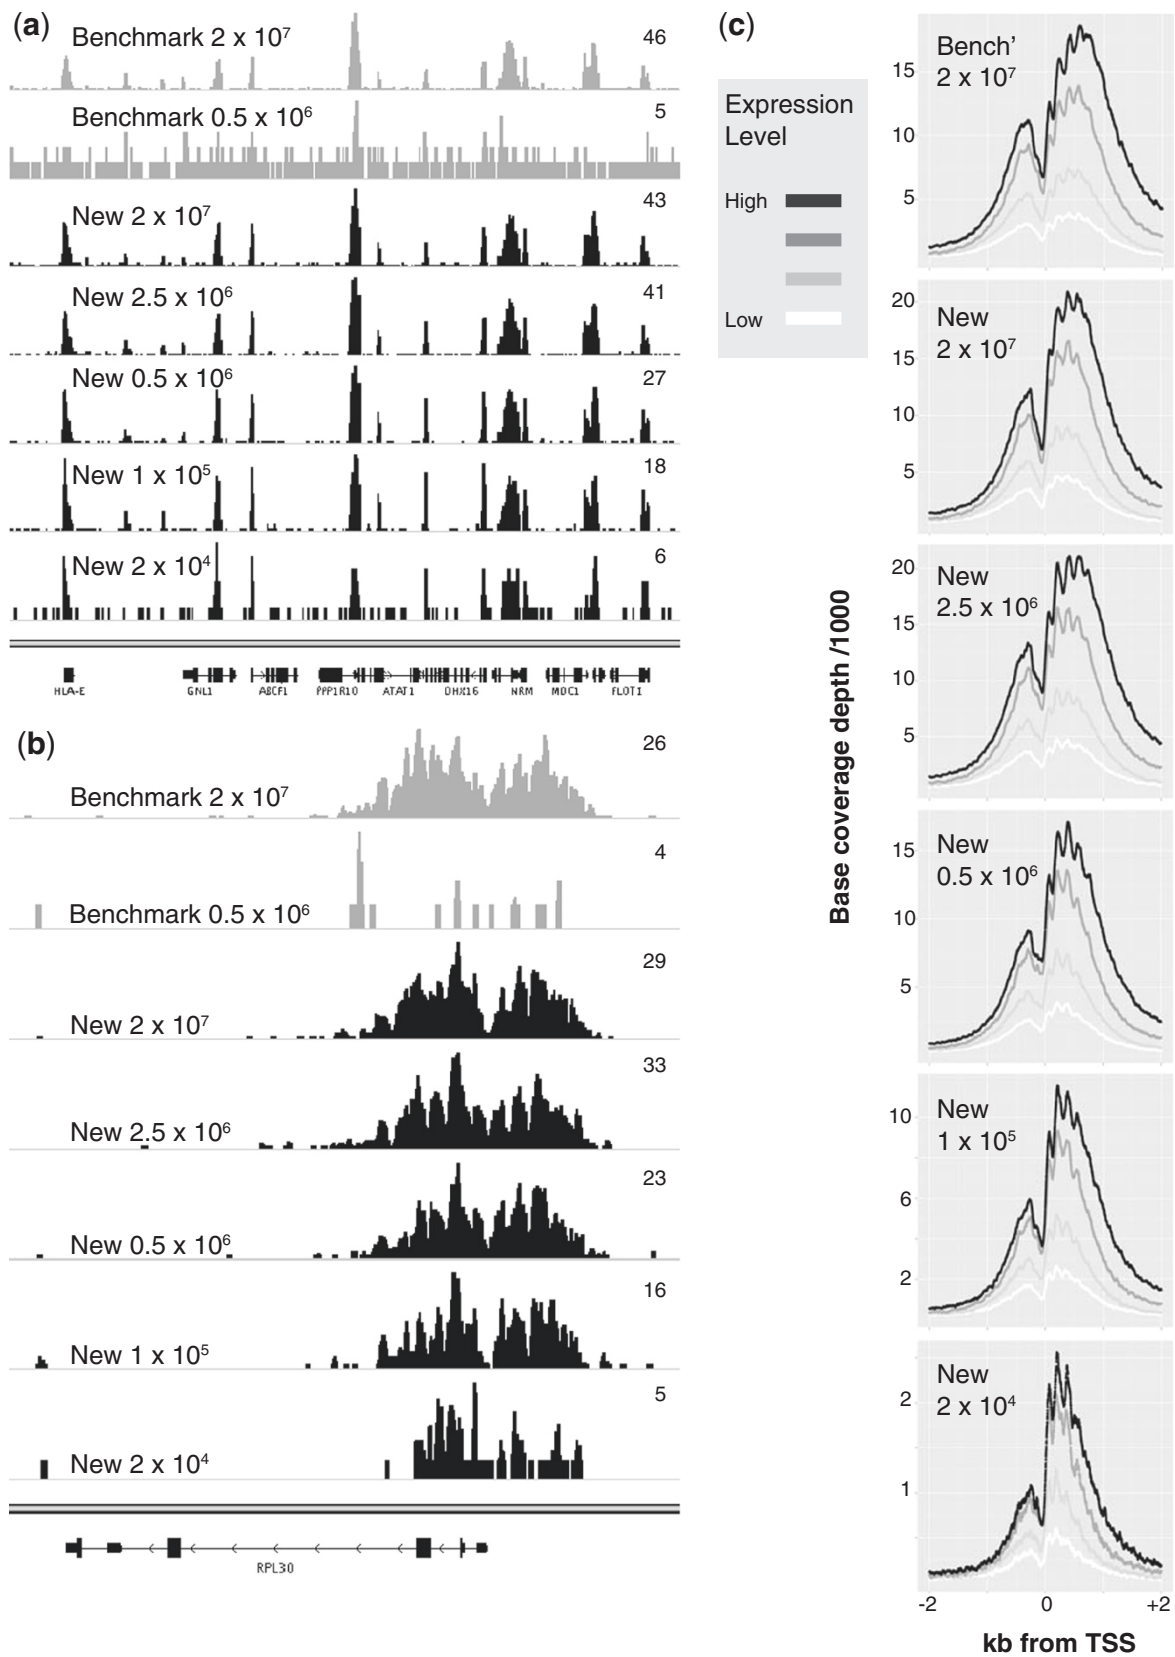 (a)
Benchmark 2 x 10⁷
46
Benchmark 0.5 x 10⁶
5
New 2 x 10⁷
43
New 2.5 x 10⁶
41
New 0.5 x 10⁶
27
New 1 x 10⁵
18
New 2 x 10⁴
6
HLA-E GNL1 ABCF1 PPP1R10 ATAT1 DHX16 NRM MDC1 FLOT1
(b)
26
Benchmark 2 x 10⁷
4
Benchmark 0.5 x 10⁶
29
New 2 x 10⁷
33
New 2.5 x 10⁶
23
New 0.5 x 10⁶
16
New 1 x 10⁵
5
New 2 x 10⁴
RPL30
(c)
Expression
Level
High
Low
Base coverage depth /1000
Bench’
2 x 10⁷
15
10
5
New
2 x 10⁷
20
15
10
5
New
2.5 x 10⁶
20
15
10
5
New
0.5 x 10⁶
15
10
5
New
1 x 10⁵
10
6
2
New
2 x 10⁴
2
1
-2 0 +2
kb from TSS